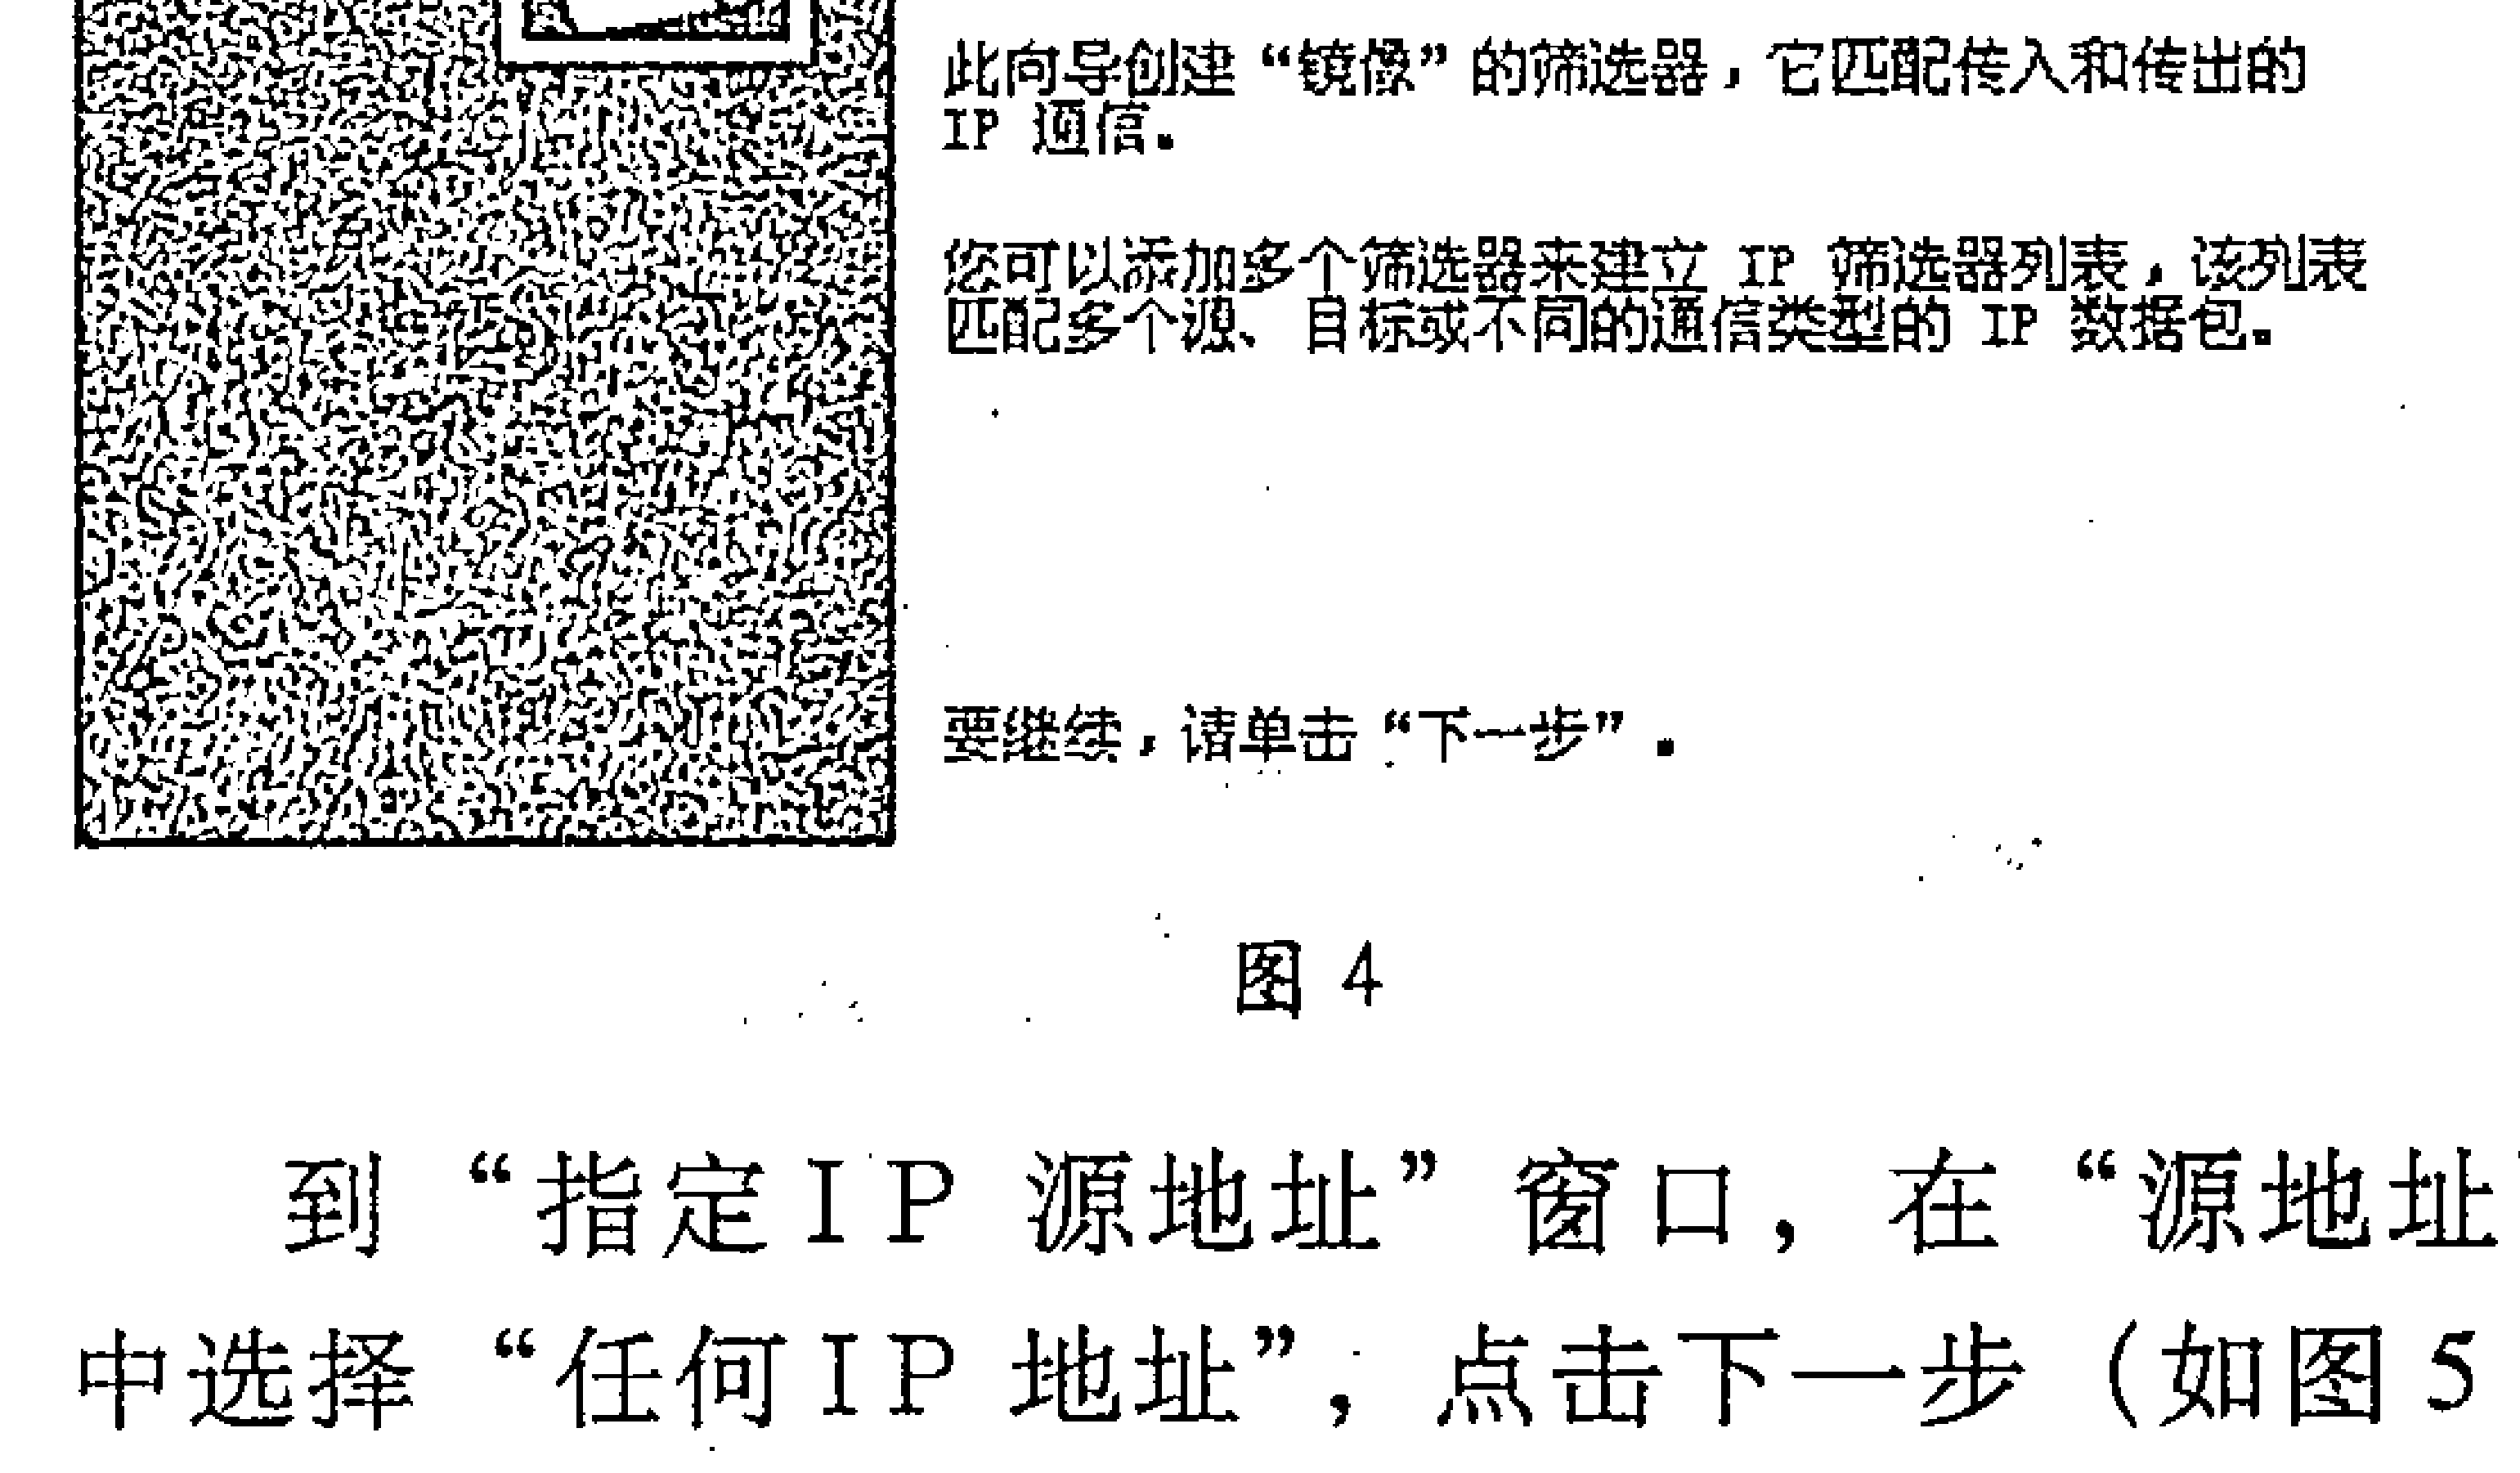 此向导创建“镜像”的筛选器，它匹配传入和传出的
IP 通信。
您可以添加多个筛选器来建立 IP 筛选器列表，该列表
匹配多个源、目标或不同的通信类型的 IP 数据包。
要继续，请单击“下一步”。
图 4
到“指定IP 源地址”窗口，在“源地址
中选择“任何IP 地址”，点击下一步（如图 5